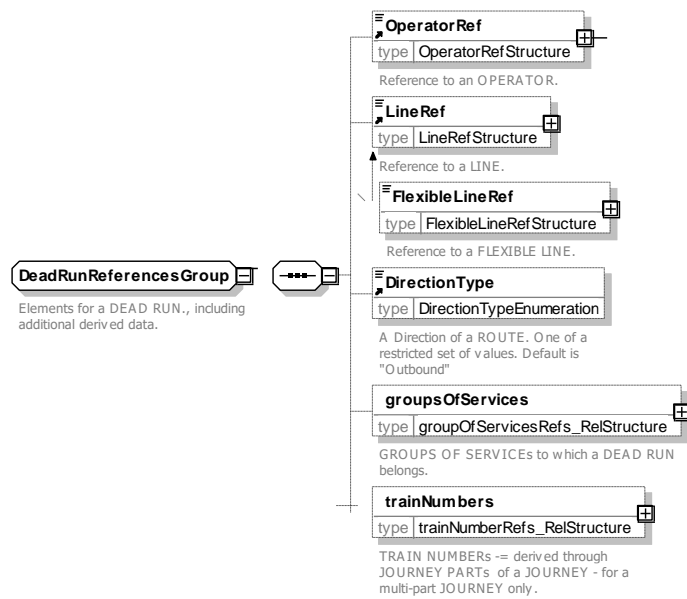 OperatorRef
type OperatorRefStructure
Reference to an OPERATOR.
LineRef
type LineRefStructure
Reference to a LINE.
FlexibleLineRef
type FlexibleLineRefStructure
Reference to a FLEXIBLE LINE.
DeadRunReferencesGroup
Elements for a DEAD RUN., including
additional derived data.
DirectionType
type DirectionTypeEnumeration
A Direction of a ROUTE. One of a
restricted set of values. Default is
"Outbound"
groupsOfServices
type groupOfServicesRefs_RelStructure
GROUPS OF SERVICEs to which a DEAD RUN
belongs.
trainNumbers
type trainNumberRefs_RelStructure
TRAIN NUMBERs -= derived through
JOURNEY PARTs of a JOURNEY - for a
multi-part JOURNEY only.